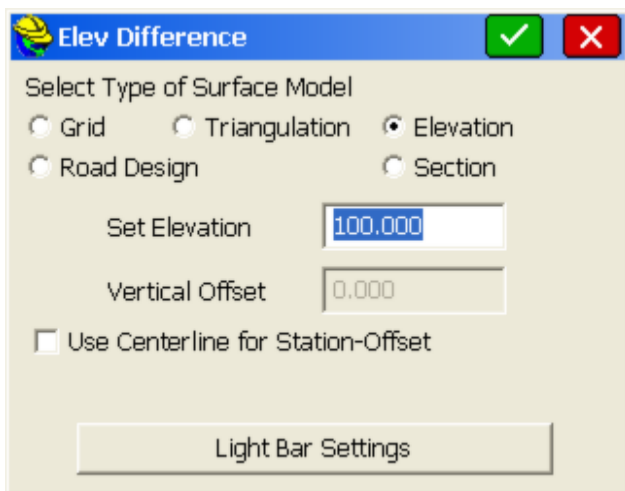 Elev Difference
Select Type of Surface Model
Grid Triangulation Elevation
Road Design Section
Set Elevation 100.000
Vertical Offset 0.000
Use Centerline for Station-Offset
Light Bar Settings